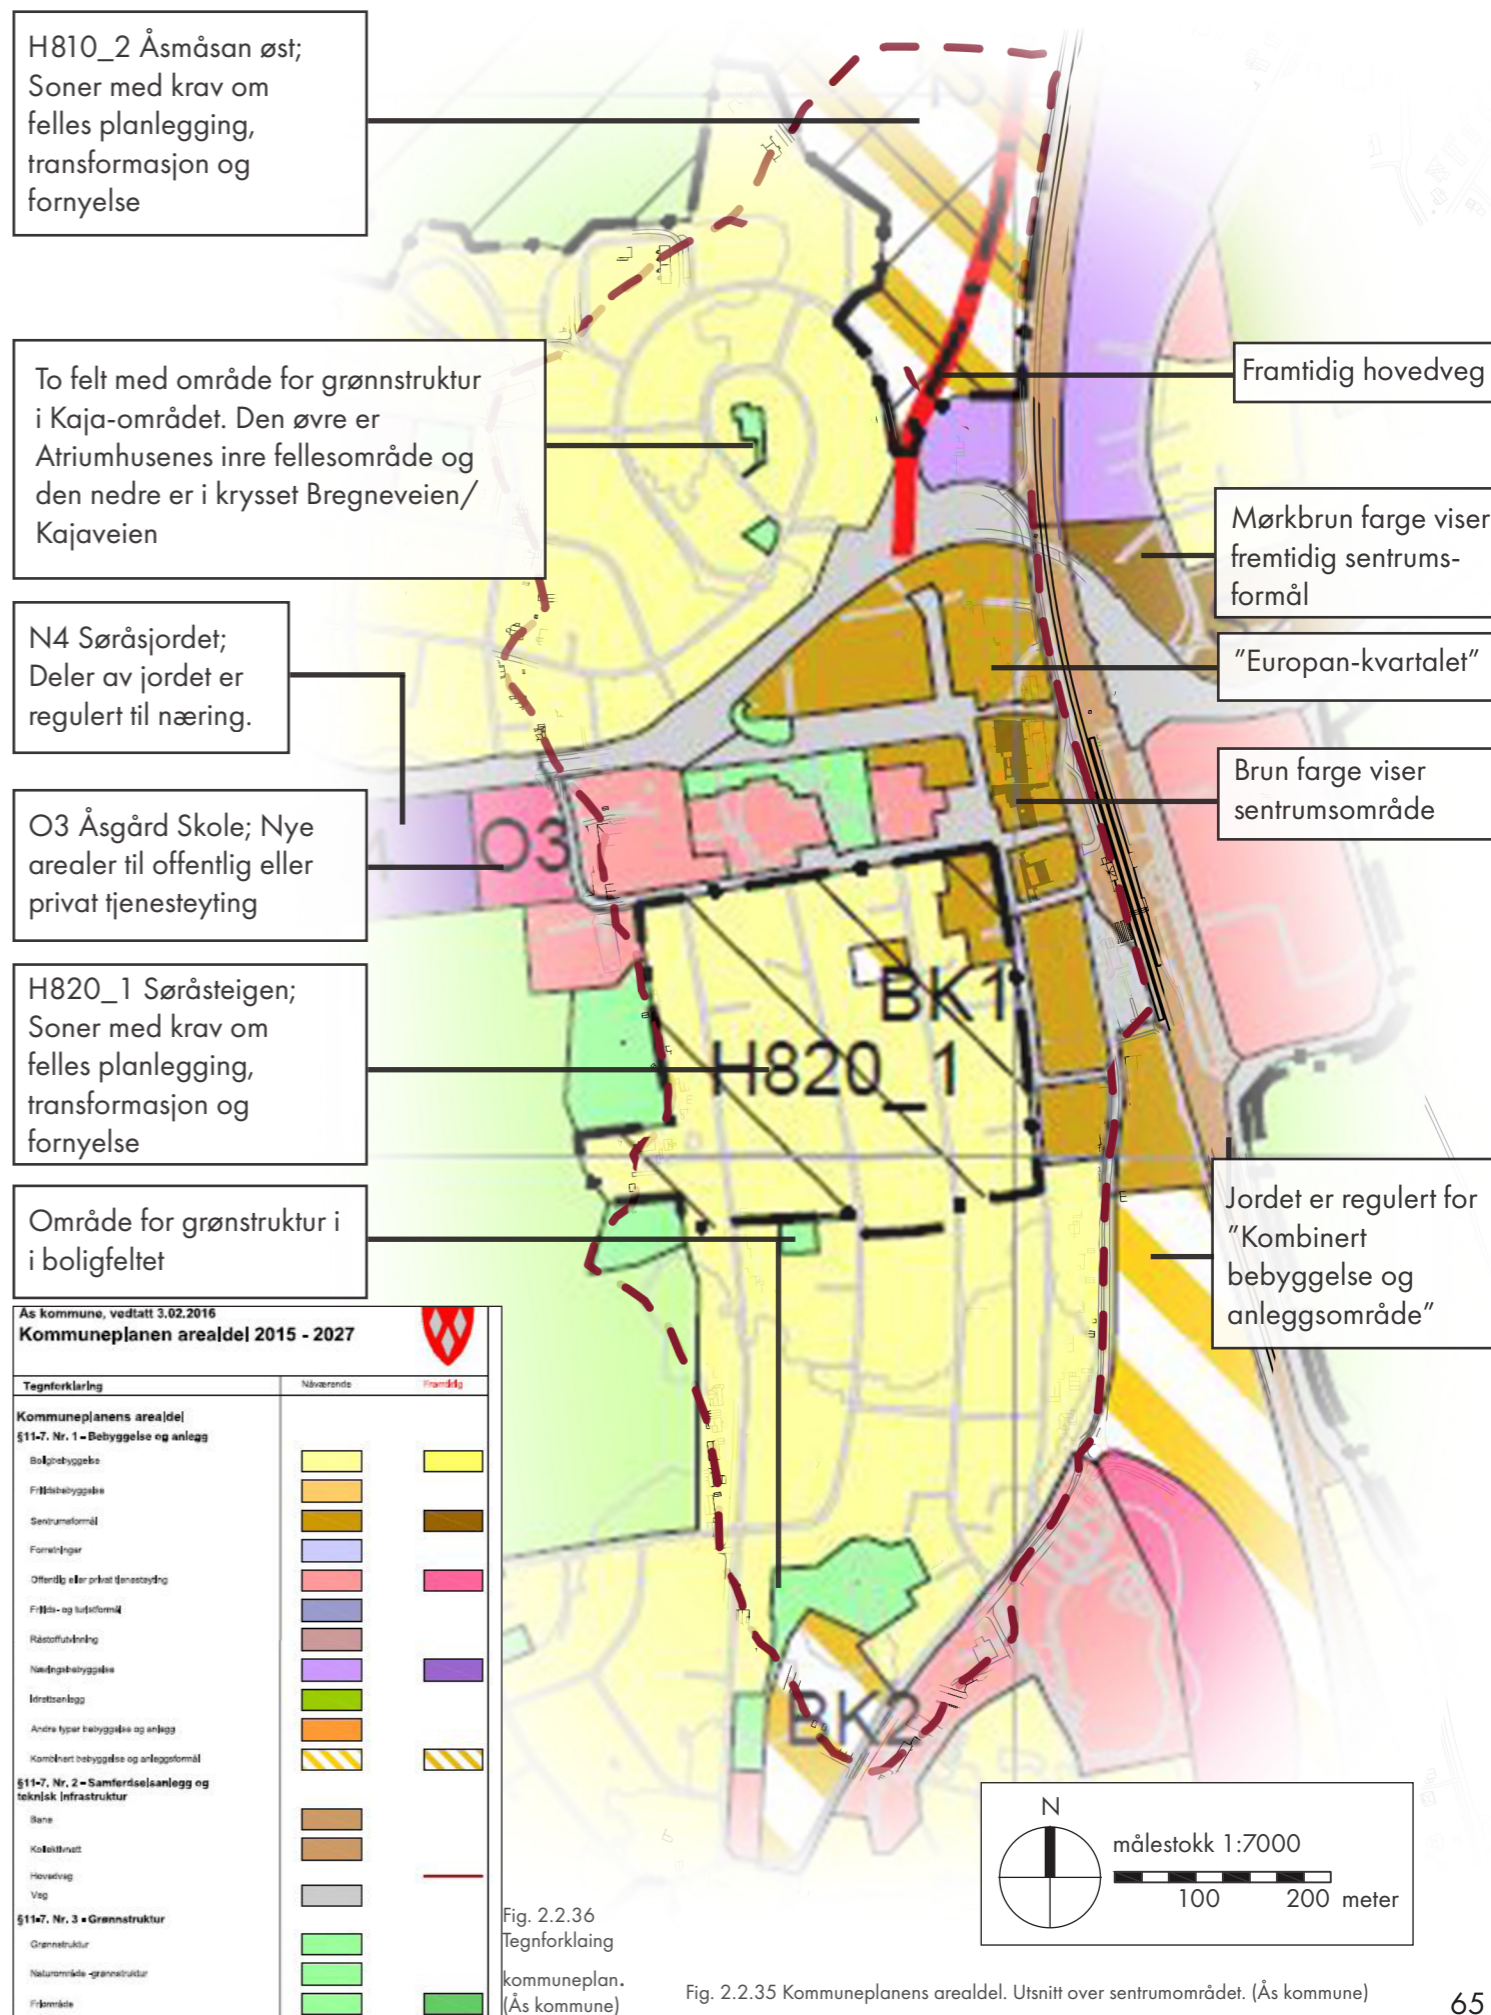 H810_2 Åsmåsan øst;
Soner med krav om
felles planlegging,
transformasjon og
fornyelse
To felt med område for grønnstruktur
i Kaja-området. Den øvre er
Atriumhusenes inre fellesområde og
den nedre er i krysset Bregneveien/
Kajaveien
N4 Søråsjordet;
Deler av jordet er
regulert til næring.
O3 Åsgård Skole; Nye
arealer til offentlig eller
privat tjenesteyting
H820_1 Søråsteigen;
Soner med krav om
felles planlegging,
transformasjon og
fornyelse
Område for grønstruktur i
i boligfeltet
Framtidig hovedveg
Mørkbrun farge viser
fremtidig sentrums-
formål
"Europan-kvartalet"
Brun farge viser
sentrumsområde
Jordet er regulert for
"Kombinert
bebyggelse og
anleggsområde"
2
O3
BK1
H820_1
BK2
Ås kommune, vedtatt 3.02.2016
Kommuneplanen arealdel 2015 - 2027
Tegnforklaring
Nåværende
Framtidig
Kommuneplanens arealdel
§11-7. Nr. 1 - Bebyggelse og anlegg
Boligbebyggelse
Fritidsbebyggelse
Sentrumsformål
Forretninger
Offentlig eller privat tjenesteyting
Fritids- og turistformål
Råstoffutvinning
Næringsbebyggelse
Idrettsanlegg
Andre typer bebyggelse og anlegg
Kombinert bebyggelse og anleggsformål
§11-7. Nr. 2 - Samferdselsanlegg og
teknisk infrastruktur
Bane
Kollektivnett
Hovedveg
Veg
§11-7. Nr. 3 - Grønnstruktur
Grønnstruktur
Naturområde -grønnstruktur
Friområde
Fig. 2.2.36
Tegnforklaing
kommuneplan.
(Ås kommune)
N
målestokk 1:7000
100 200 meter
Fig. 2.2.35 Kommuneplanens arealdel. Utsnitt over sentrumområdet. (Ås kommune)
65